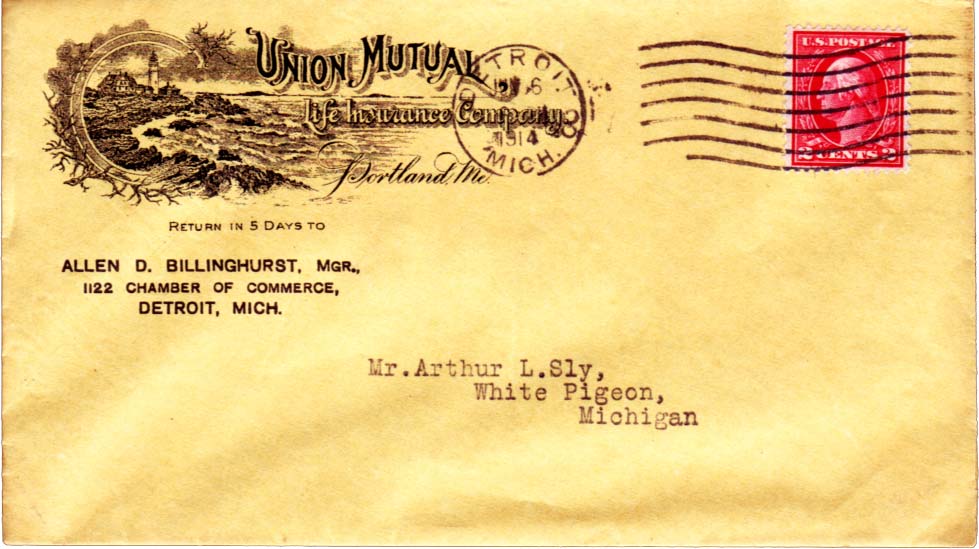 UNION MUTUAL
Life Insurance Company,
Portland, Me.
DETROIT
6
1914
MICH.
U.S. POSTAGE
2 CENTS 2
RETURN IN 5 DAYS TO
ALLEN D. BILLINGHURST, MGR.,
1122 CHAMBER OF COMMERCE,
DETROIT, MICH.
Mr.Arthur L.Sly,
White Pigeon,
Michigan